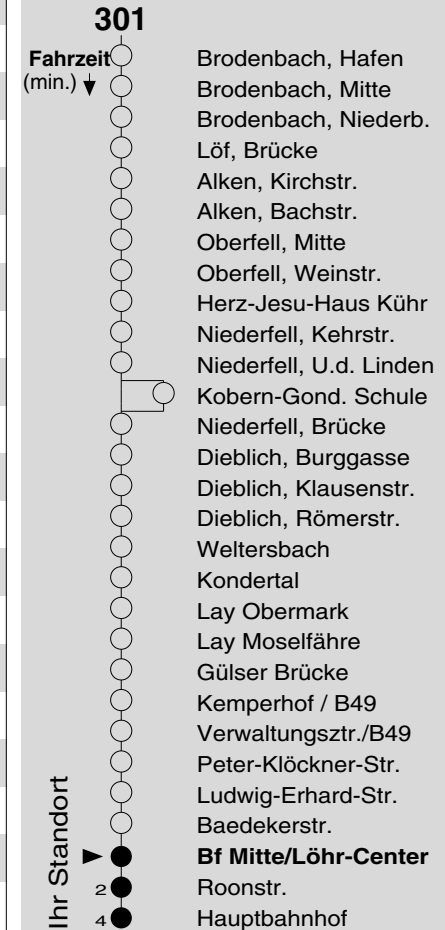 301
Fahrzeit
(min.)
Brodenbach, Hafen
Brodenbach, Mitte
Brodenbach, Niederb.
Löf, Brücke
Alken, Kirchstr.
Alken, Bachstr.
Oberfell, Mitte
Oberfell, Weinstr.
Herz-Jesu-Haus Kühr
Niederfell, Kehrstr.
Niederfell, U.d. Linden
Kobern-Gond. Schule
Niederfell, Brücke
Dieblich, Burggasse
Dieblich, Klausenstr.
Dieblich, Römerstr.
Weltersbach
Kondertal
Lay Obermark
Lay Moselfähre
Gülser Brücke
Kemperhof / B49
Verwaltungsztr./B49
Peter-Klöckner-Str.
Ludwig-Erhard-Str.
Baedekerstr.
Ihr Standort
Bf Mitte/Löhr-Center
2 Roonstr.
4 Hauptbahnhof